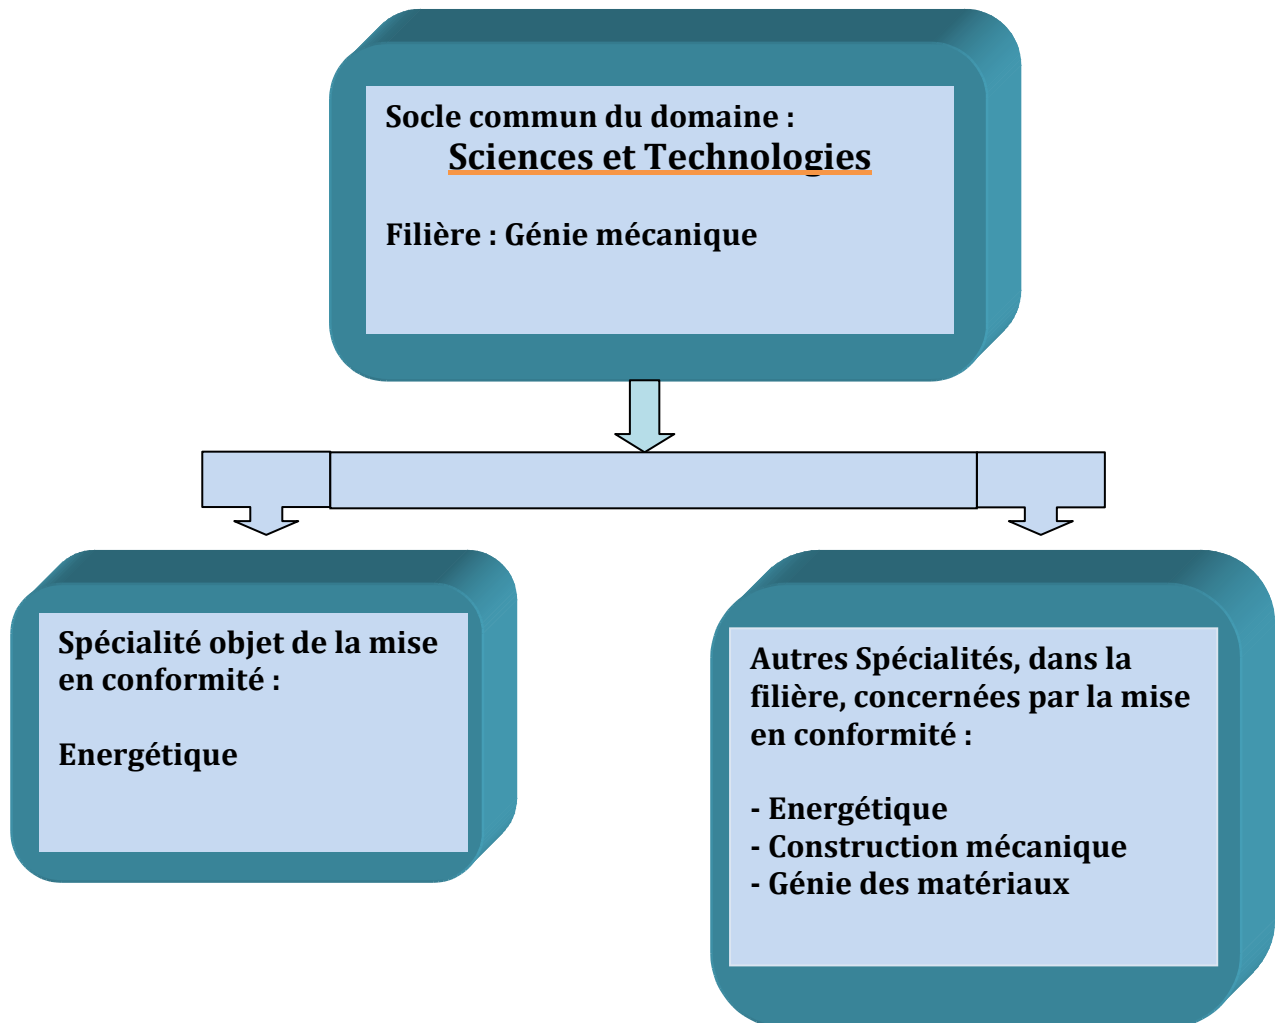 Socle commun du domaine :
Sciences et Technologies
Filière : Génie mécanique
Spécialité objet de la mise
en conformité :
Energétique
Autres Spécialités, dans la
filière, concernées par la mise
en conformité :
- Energétique
- Construction mécanique
- Génie des matériaux